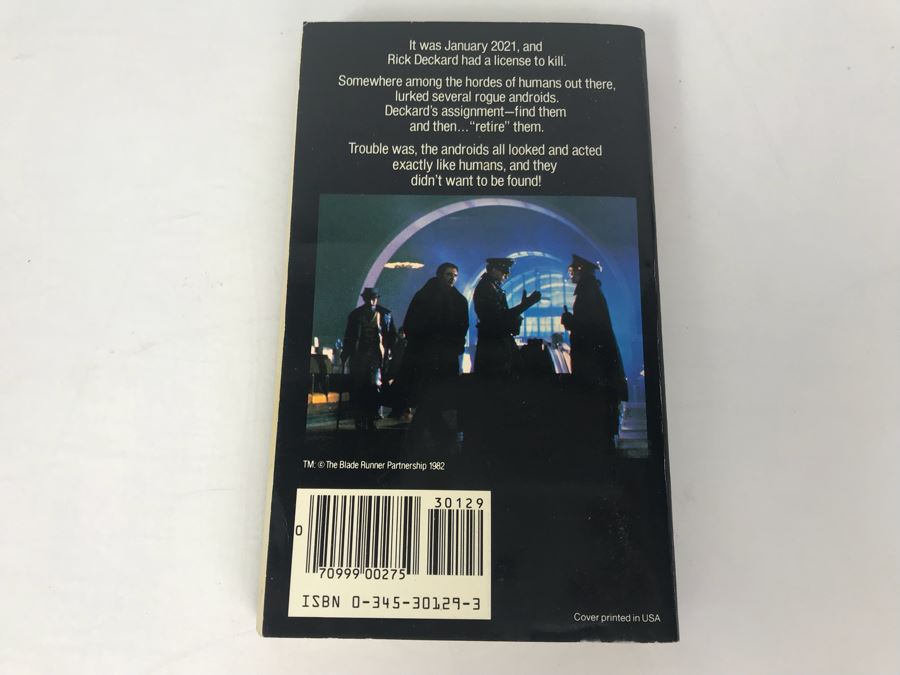 It was January 2021, and
Rick Deckard had a license to kill.
Somewhere among the hordes of humans out there,
lurked several rogue androids.
Deckard's assignment—find them
and then..."retire" them.
Trouble was, the androids all looked and acted
exactly like humans, and they
didn't want to be found!
TM: © The Blade Runner Partnership 1982
30129
0
70999 00275
ISBN 0-345-30129-3
Cover printed in USA